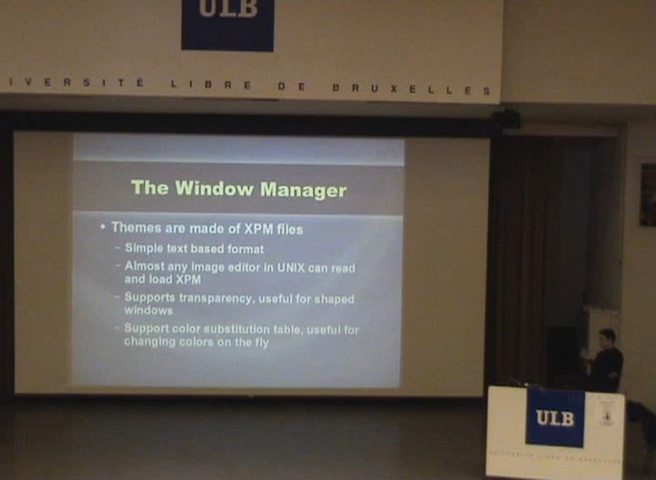 ULB
IVERSITÉ LIBRE DE BRUXELLES
The Window Manager
• Themes are made of XPM files
– Simple text based format
– Almost any image editor in UNIX can read
and load XPM
– Supports transparency, useful for shaped
windows
– Support color substitution table, useful for
changing colors on the fly
ULB